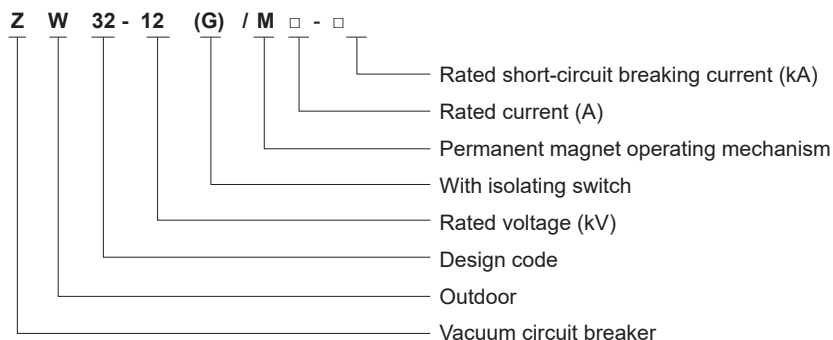 Z W 32 - 12 (G) / M □ - □
Rated short-circuit breaking current (kA)
Rated current (A)
Permanent magnet operating mechanism
With isolating switch
Rated voltage (kV)
Design code
Outdoor
Vacuum circuit breaker